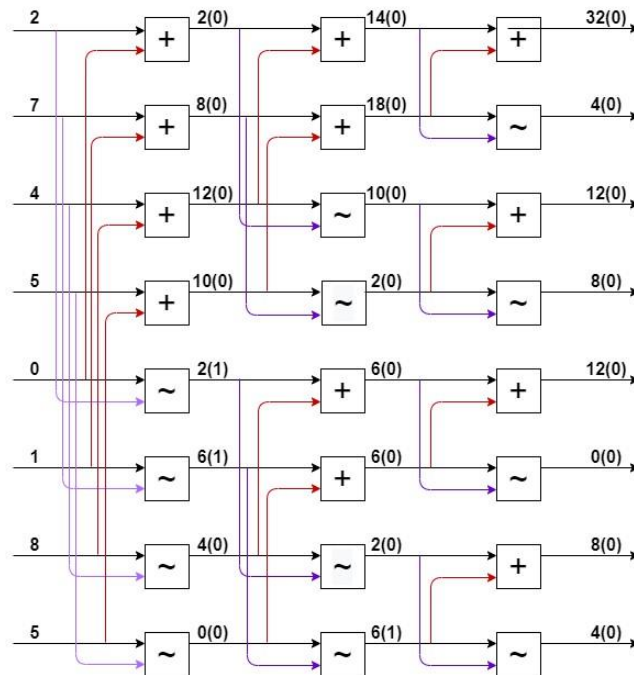 2 2(0) 14(0) 32(0)
+ + +
7 8(0) 18(0) 4(0)
+ + ~
4 12(0) 10(0) 12(0)
+ ~ +
5 10(0) 2(0) 8(0)
+ ~ ~
0 2(1) 6(0) 12(0)
~ + +
1 6(1) 6(0) 0(0)
~ + ~
8 4(0) 2(0) 8(0)
~ ~ +
5 0(0) 6(1) 4(0)
~ ~ ~